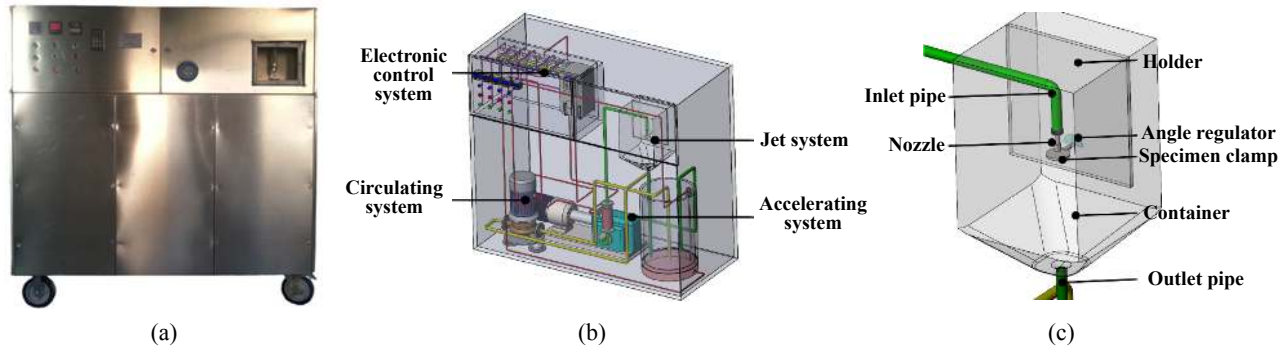 Electronic
control
system
Jet system
Circulating
system
Accelerating
system
Holder
Inlet pipe
Angle regulator
Nozzle
Specimen clamp
Container
Outlet pipe
(a)
(b)
(c)